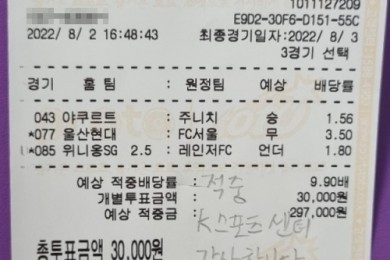 1011127209
E9D2-30F6-D151-55C
2022/ 8/ 2 16:48:43 최종경기일자:2022/ 8/ 3
3경기 선택
경기 홈 팀 : 원정팀 예상 배당률
043 야쿠르트 : 주니치 승 1.56
*077 울산현대 : FC서울 무 3.50
*085 위니옹SG 2.5 : 레인저FC 언더 1.80
예상 적중배당률 : 적중 9.90배
개별투표금액 : 30,000원
예상 적중금 : 297,000원
K스포츠센터
총투표금액 30,000원 감사합니다